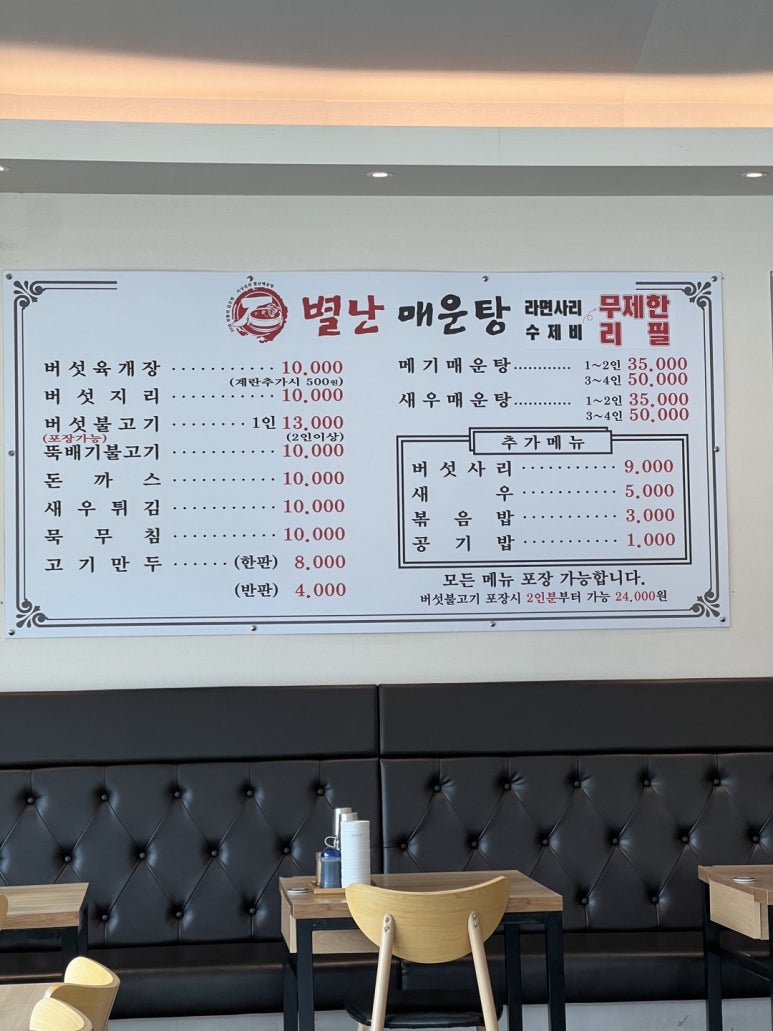 별난 매운탕
라면사리
수제비
무제한
리필
버섯육개장 ··········· 10.000
(계란추가시 500원)
버섯지리 ··········· 10.000
버섯불고기 ······· 1인 13.000
(포장가능) (2인이상)
뚝배기불고기 ··········· 10.000
돈까스 ··········· 10.000
새우튀김 ··········· 10.000
묵무침 ··········· 10.000
고기만두 ········ (한판) 8.000
(반판) 4.000
메기매운탕 ············ 1~2인 35.000
3~4인 50.000
새우매운탕 ············ 1~2인 35.000
3~4인 50.000
추가메뉴
버섯사리 ··········· 9.000
새우 ··········· 5.000
볶음밥 ··········· 3.000
공기밥 ··········· 1.000
모든 메뉴 포장 가능합니다.
버섯불고기 포장시 2인분부터 가능 24.000원